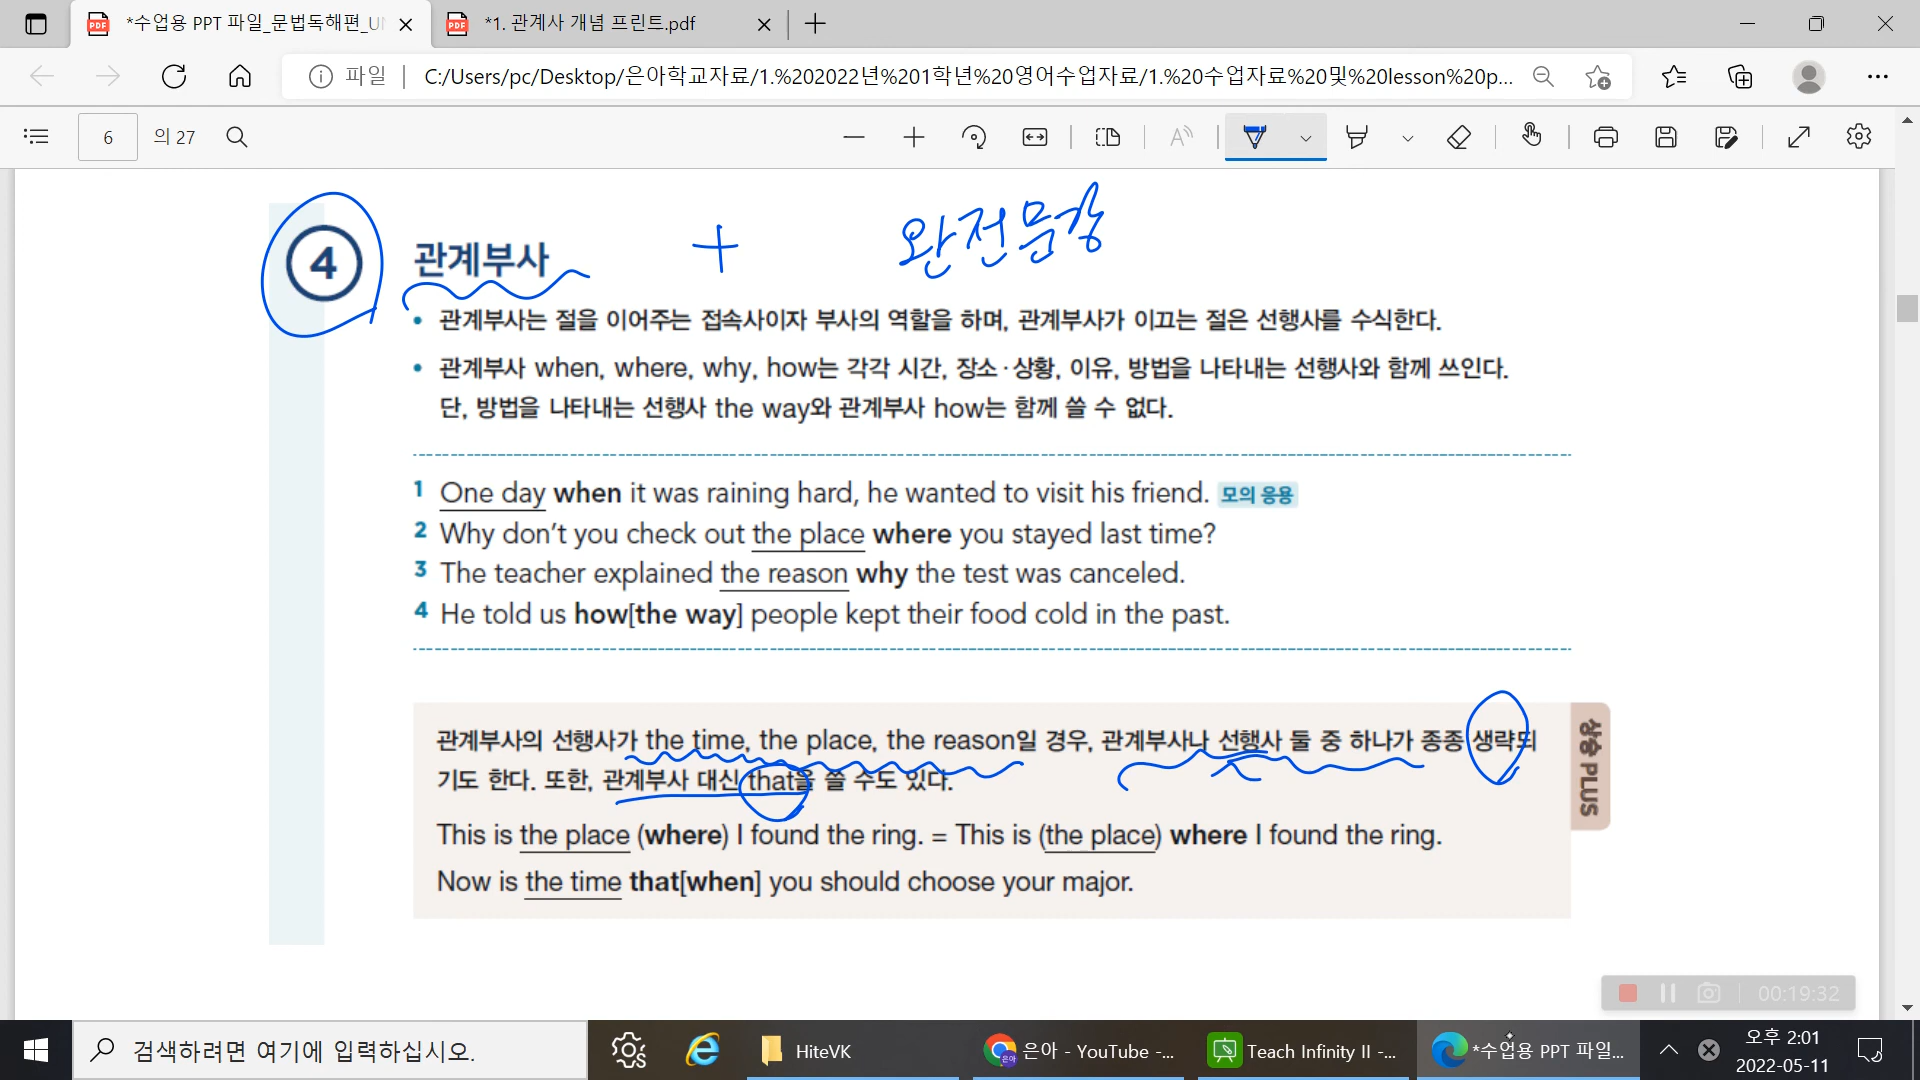 *수업용 PPT 파일_문법독해편_UN
*1. 관계사 개념 프린트.pdf
파일
C:/Users/pc/Desktop/은아학교자료/1.%202022년%201학년%20영어수업자료/1.%20수업자료%20및%20lesson%20p...
6 의 27
4 관계부사 + 완전문장
• 관계부사는 절을 이어주는 접속사이자 부사의 역할을 하며, 관계부사가 이끄는 절은 선행사를 수식한다.
• 관계부사 when, where, why, how는 각각 시간, 장소·상황, 이유, 방법을 나타내는 선행사와 함께 쓰인다.
단, 방법을 나타내는 선행사 the way와 관계부사 how는 함께 쓸 수 없다.
1 One day when it was raining hard, he wanted to visit his friend. 모의 응용
2 Why don't you check out the place where you stayed last time?
3 The teacher explained the reason why the test was canceled.
4 He told us how[the way] people kept their food cold in the past.
관계부사의 선행사가 the time, the place, the reason일 경우, 관계부사나 선행사 둘 중 하나가 종종 생략되
기도 한다. 또한, 관계부사 대신 that을 쓸 수도 있다.
상승 PLUS
This is the place (where) I found the ring. = This is (the place) where I found the ring.
Now is the time that[when] you should choose your major.
00:19:32
검색하려면 여기에 입력하십시오.
HiteVK
은아 - YouTube -...
Teach Infinity II -...
*수업용 PPT 파일...
오후 2:01
2022-05-11